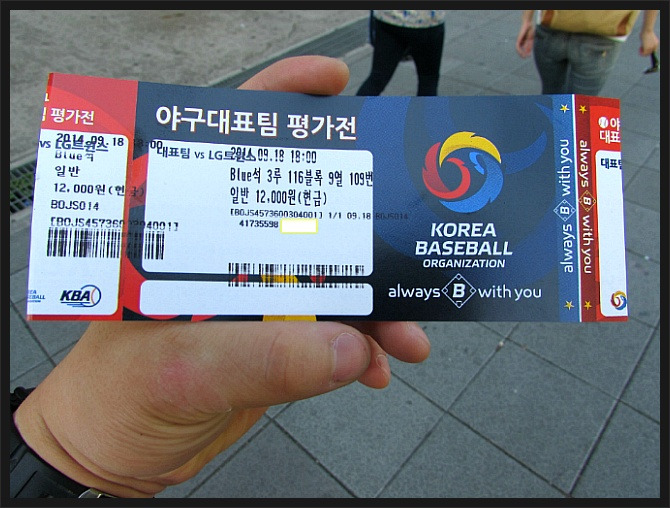 평가전
2014.09.18 18:00
vs LG트윈스
Blue석
일반
12,000원(현금)
BOJS014
KBA
야구대표팀 평가전
대표팀 vs LG트윈스
2014.09.18 18:00
Blue석 3루 116블록 9열 109번
일반 12,000원(현금)
[BOJS45736003O4001] 1/1 09.18 BOJS014
41735598
KOREA
BASEBALL
ORGANIZATION
always B with you
always B with you
always B with you
야
대표
대표팀